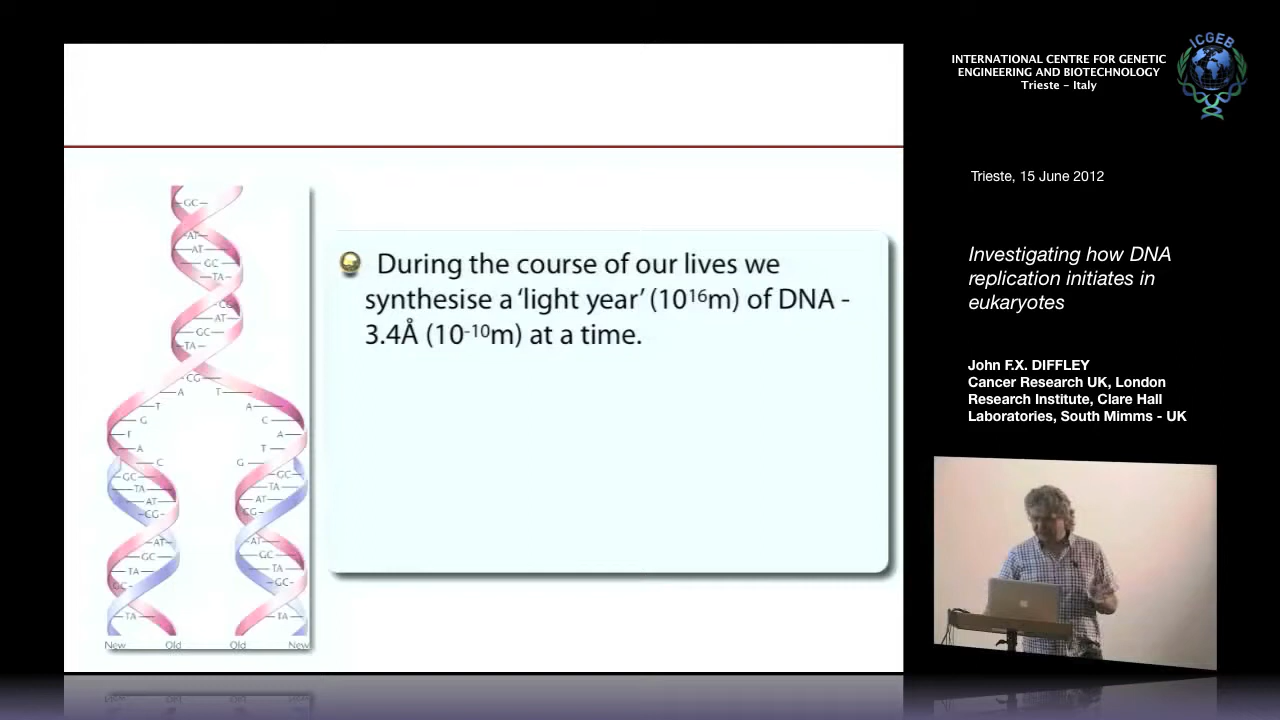 ICGEB
INTERNATIONAL CENTRE FOR GENETIC
ENGINEERING AND BIOTECHNOLOGY
Trieste - Italy
Trieste, 15 June 2012
Investigating how DNA
replication initiates in
eukaryotes
John F.X. DIFFLEY
Cancer Research UK, London
Research Institute, Clare Hall
Laboratories, South Mimms - UK
During the course of our lives we
synthesise a ‘light year’ (10¹⁶m) of DNA -
3.4Å (10⁻¹⁰m) at a time.
GC
AT
AT
GC
TA
CG
AT
GC
TA
CG
A T
T A
G C
T A
A T
C G
GC GC
TA TA
AT AT
CG CG
AT AT
GC GC
TA TA
GC GC
TA TA
New Old Old New